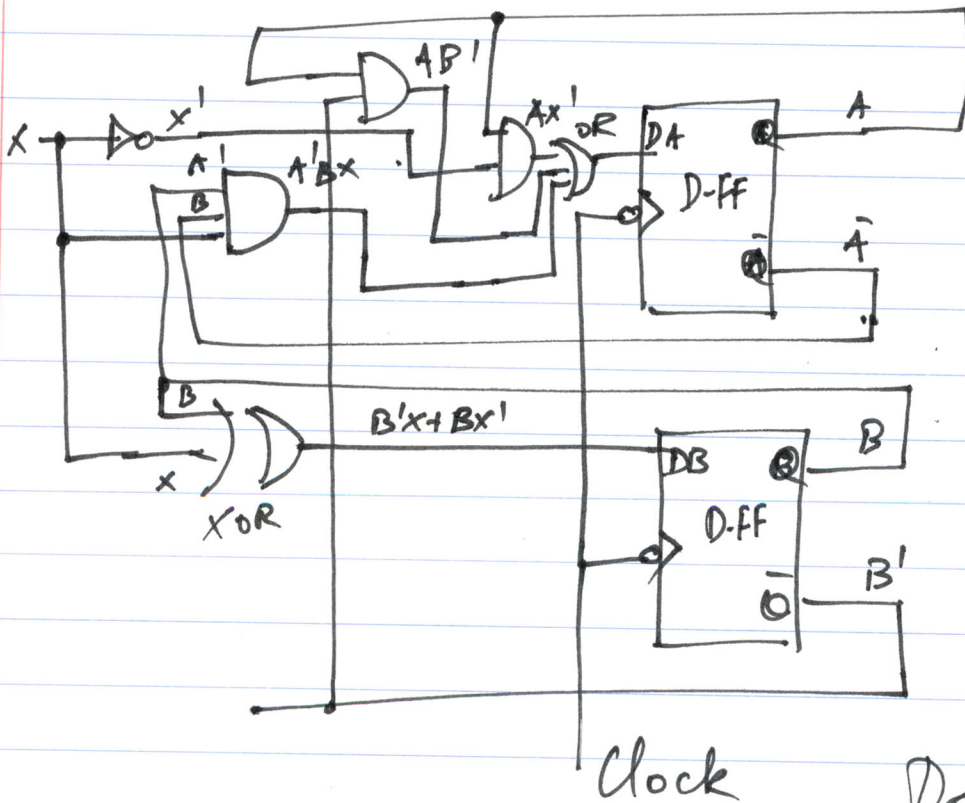 AB'
X
x'
Ax'
OR
DA
Q
A
A'
A'Bx
B
D-FF
Q̅
A̅
B
B'x+Bx'
DB
Q
B
x
XOR
D-FF
Q̅
B'
Clock